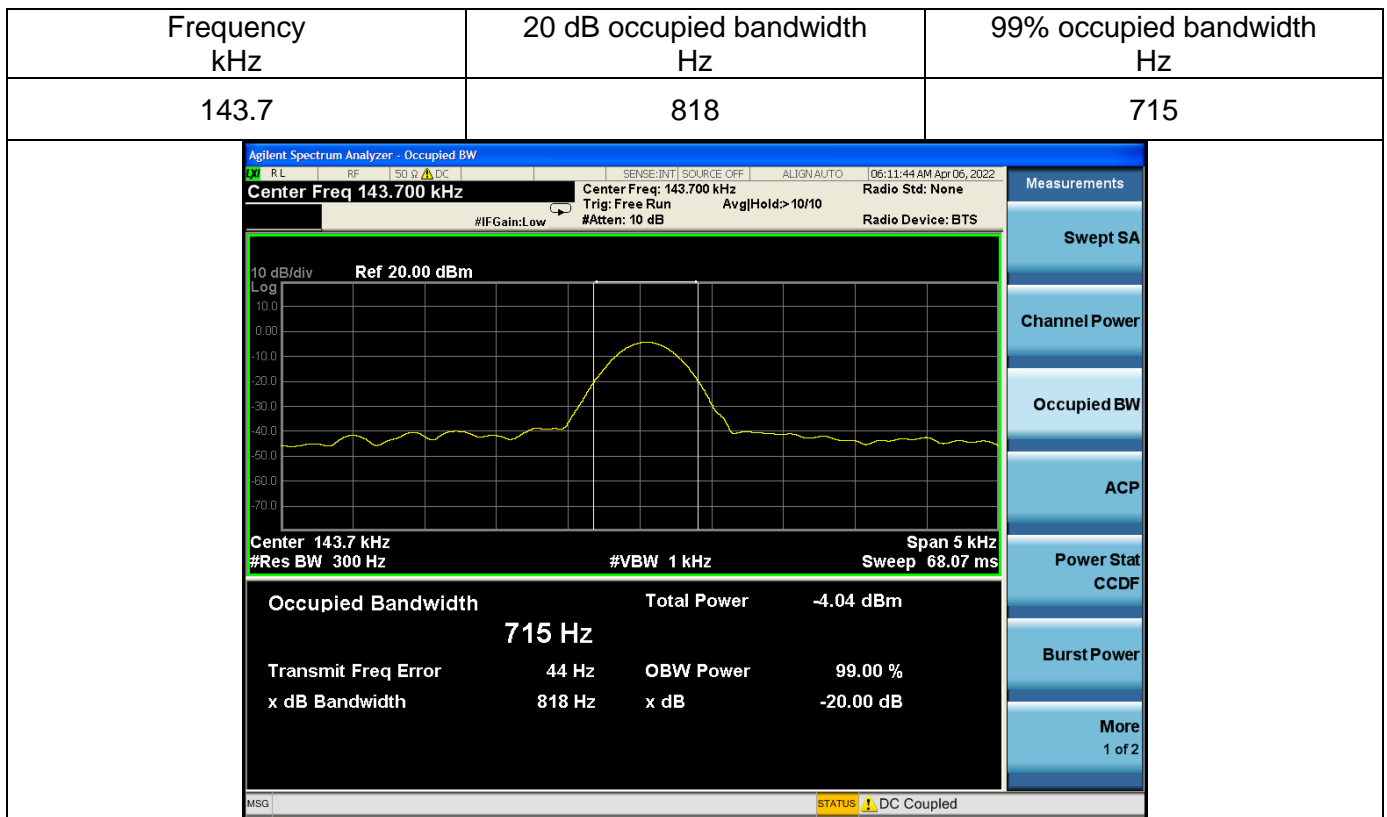 Frequency
kHz
20 dB occupied bandwidth
Hz
99% occupied bandwidth
Hz
143.7
818
715
Agilent Spectrum Analyzer - Occupied BW
LXI RL RF 50 Ω DC SENSE:INT SOURCE OFF ALIGN AUTO 06:11:44 AM Apr 06, 2022
Center Freq 143.700 kHz
Center Freq: 143.700 kHz
Radio Std: None
Trig: Free Run
Avg|Hold:> 10/10
#IFGain:Low
#Atten: 10 dB
Radio Device: BTS
10 dB/div
Ref 20.00 dBm
Log
10.0
0.00
-10.0
-20.0
-30.0
-40.0
-50.0
-60.0
-70.0
Center 143.7 kHz
Span 5 kHz
#Res BW 300 Hz
#VBW 1 kHz
Sweep 68.07 ms
Occupied Bandwidth
715 Hz
Total Power -4.04 dBm
Transmit Freq Error 44 Hz
OBW Power 99.00 %
x dB Bandwidth 818 Hz
x dB -20.00 dB
Measurements
Swept SA
Channel Power
Occupied BW
ACP
Power Stat
CCDF
Burst Power
More
1 of 2
MSG
STATUS DC Coupled